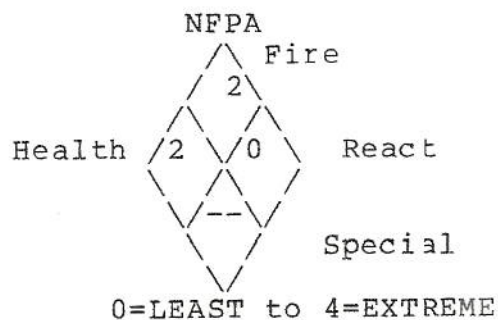 NFPA
Fire
2
Health 2 0 React
--
Special
0=LEAST to 4=EXTREME